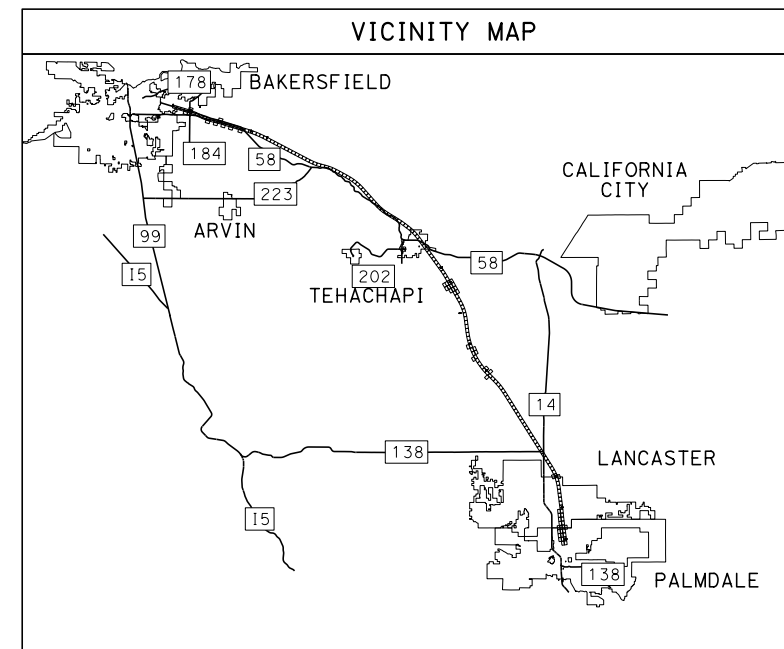 VICINITY MAP
178
BAKERSFIELD
184
58
223
CALIFORNIA
CITY
ARVIN
99
I5
202
58
TEHACHAPI
14
138
LANCASTER
I5
138
PALMDALE